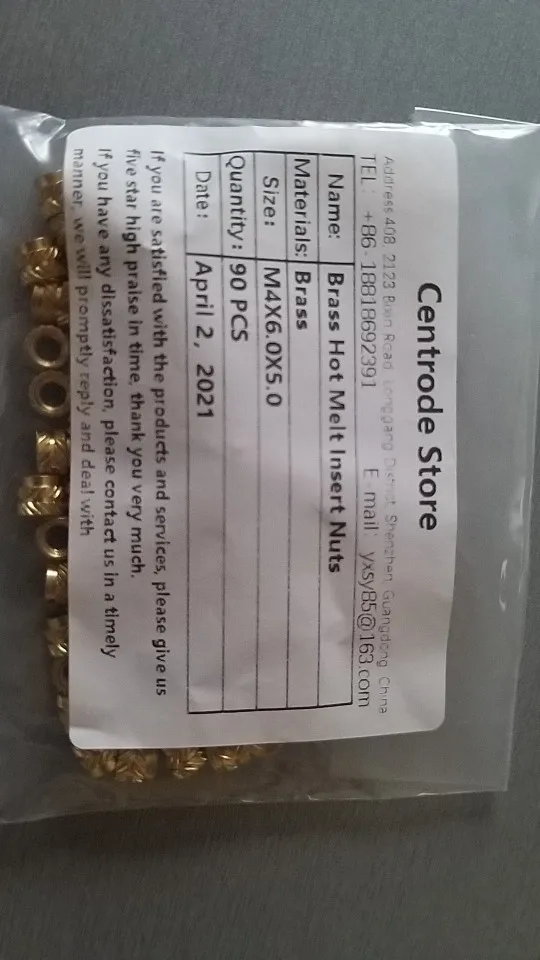 Centrode Store
Address 408, 2123 Buxin Road, Longgang District, Shenzhen, Guangdong, China
TEL： +86-18818692391 E-mail: yxsy85@163.com
Name: Brass Hot Melt Insert Nuts
Materials: Brass
Size: M4X6.0X5.0
Quantity: 90 PCS
Date: April 2, 2021
If you are satisfied with the products and services, please give us
five star high praise in time, thank you very much.
If you have any dissatisfaction, please contact us in a timely
manner, we will promptly reply and deal with